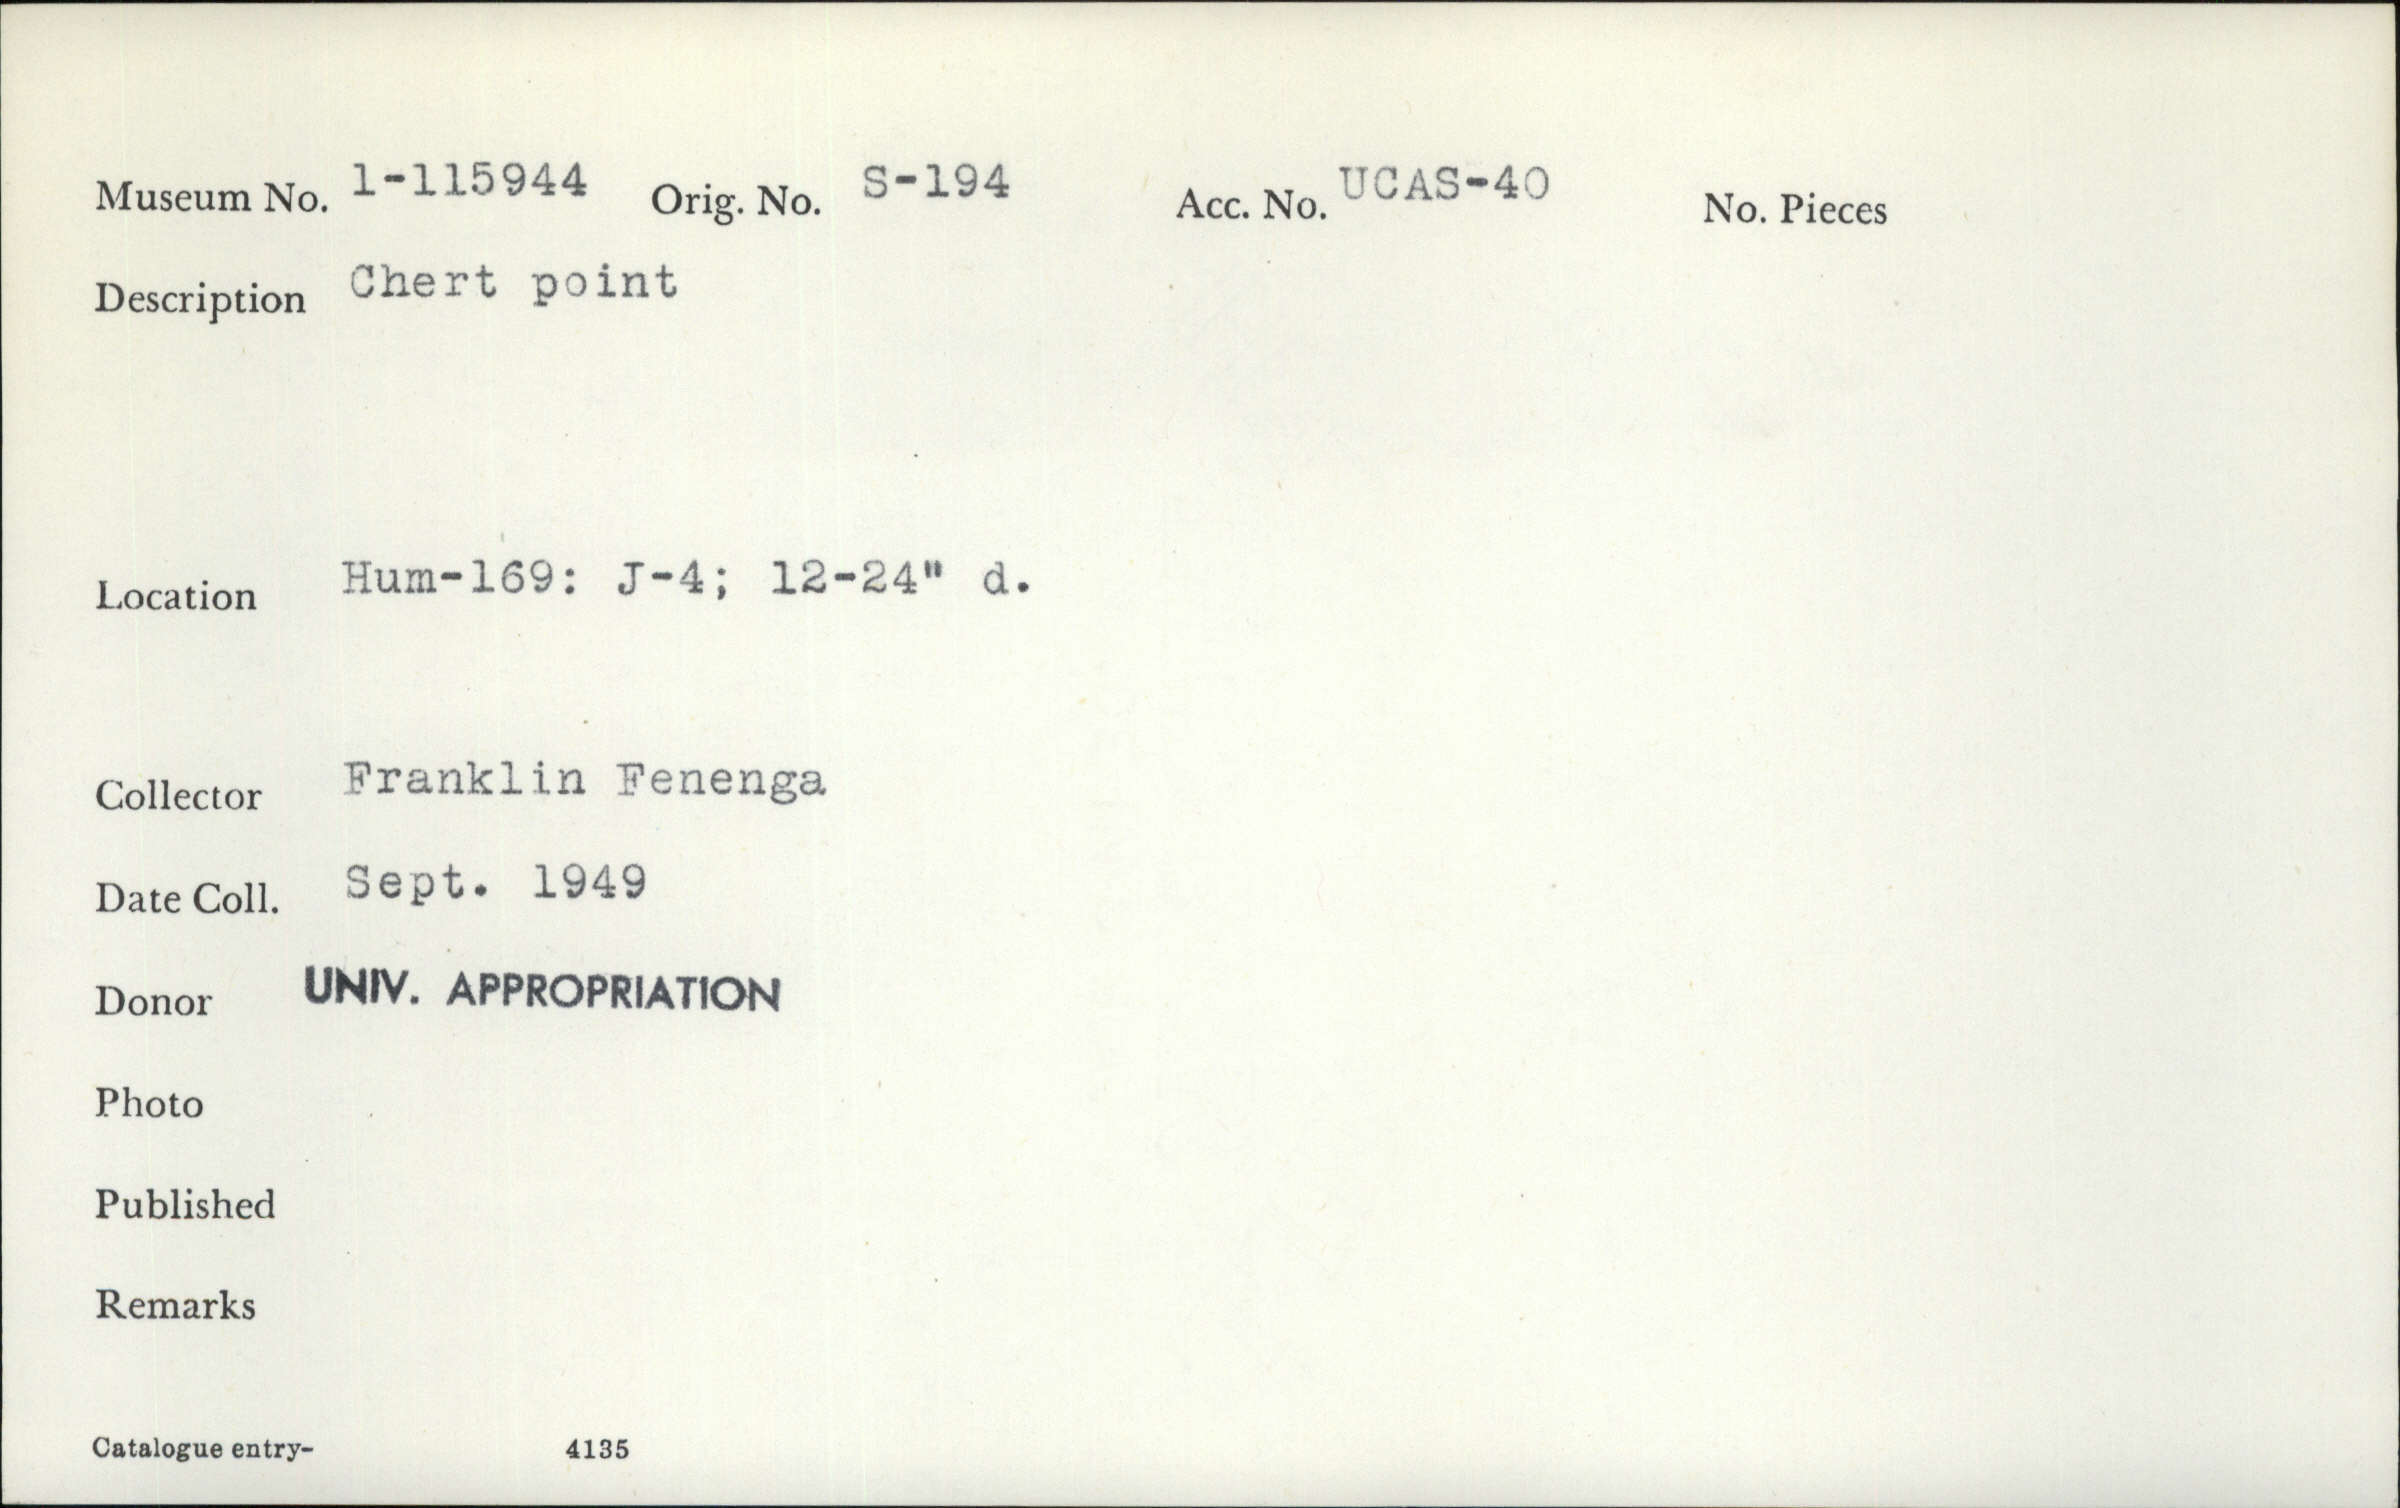 Museum No. 1-115944 Orig. No. S-194 Acc. No. UCAS-40 No. Pieces
Description Chert point
Location Hum-169: J-4; 12-24" d.
Collector Franklin Fenenga
Date Coll. Sept. 1949
Donor UNIV. APPROPRIATION
Photo
Published
Remarks
Catalogue entry- 4135